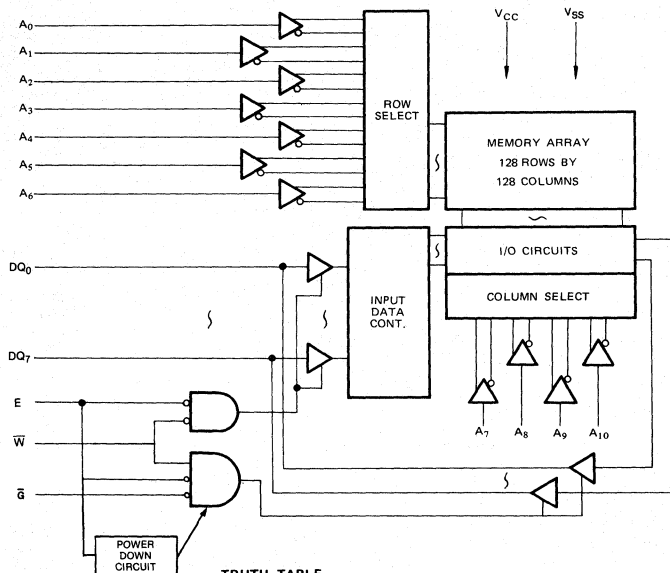 A0
A1
A2
A3
A4
A5
A6
ROW
SELECT
VCC
VSS
MEMORY ARRAY
128 ROWS BY
128 COLUMNS
DQ0
DQ7
INPUT
DATA
CONT.
I/O CIRCUITS
COLUMN SELECT
A7
A8
A9
A10
E
W̅
G̅
POWER
DOWN
CIRCUIT
TRUTH TABLE